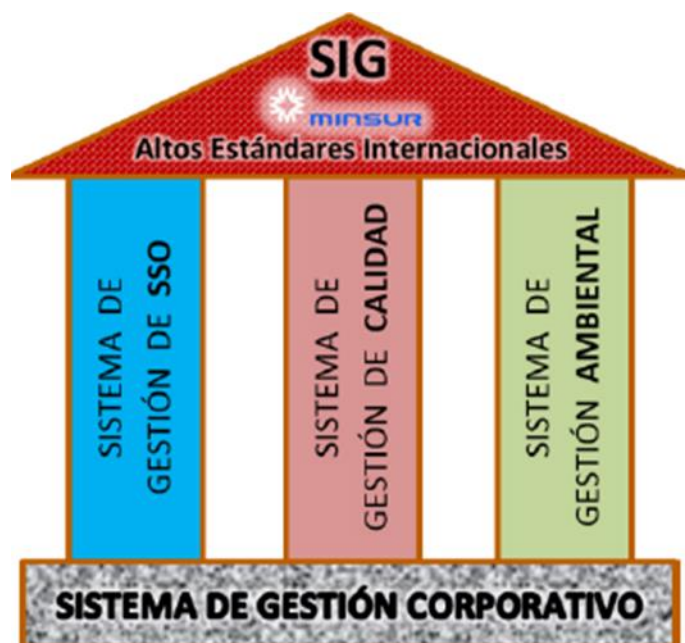 SIG
MINSUR
Altos Estándares Internacionales
SISTEMA DE
GESTIÓN DE SSO
SISTEMA DE
GESTIÓN DE CALIDAD
SISTEMA DE
GESTIÓN AMBIENTAL
SISTEMA DE GESTIÓN CORPORATIVO